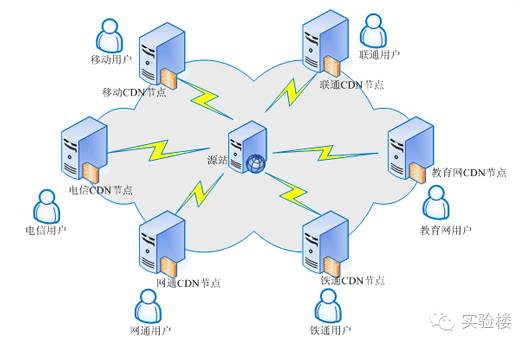 移动用户
联通用户
移动CDN节点
联通CDN节点
源站
电信CDN节点
教育网CDN节点
电信用户
教育网用户
网通CDN节点
铁通CDN节点
网通用户
铁通用户
实验楼